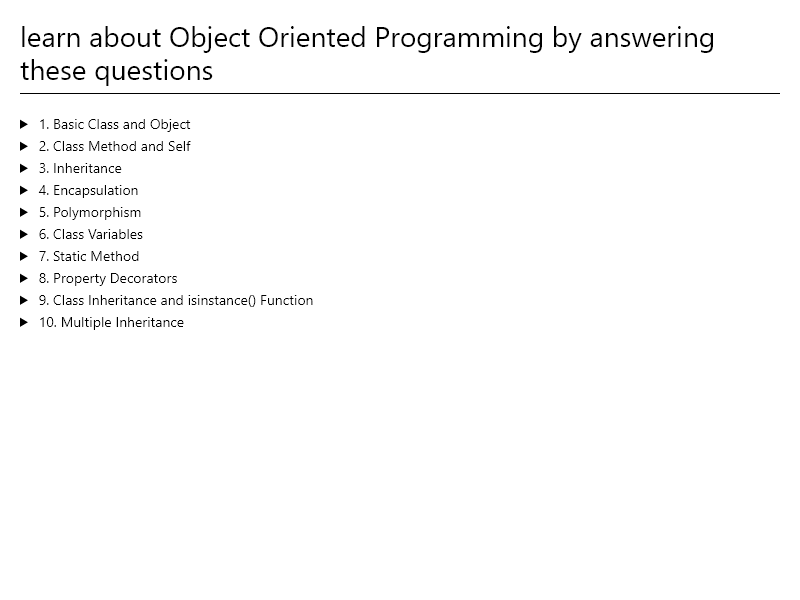 learn about Object Oriented Programming by answering
these questions
1. Basic Class and Object
2. Class Method and Self
3. Inheritance
4. Encapsulation
5. Polymorphism
6. Class Variables
7. Static Method
8. Property Decorators
9. Class Inheritance and isinstance() Function
10. Multiple Inheritance